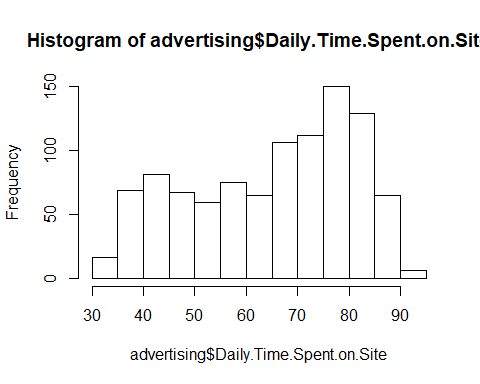 Histogram of advertising$Daily.Time.Spent.on.Sit
Frequency
150
100
50
0
30 40 50 60 70 80 90
advertising$Daily.Time.Spent.on.Site